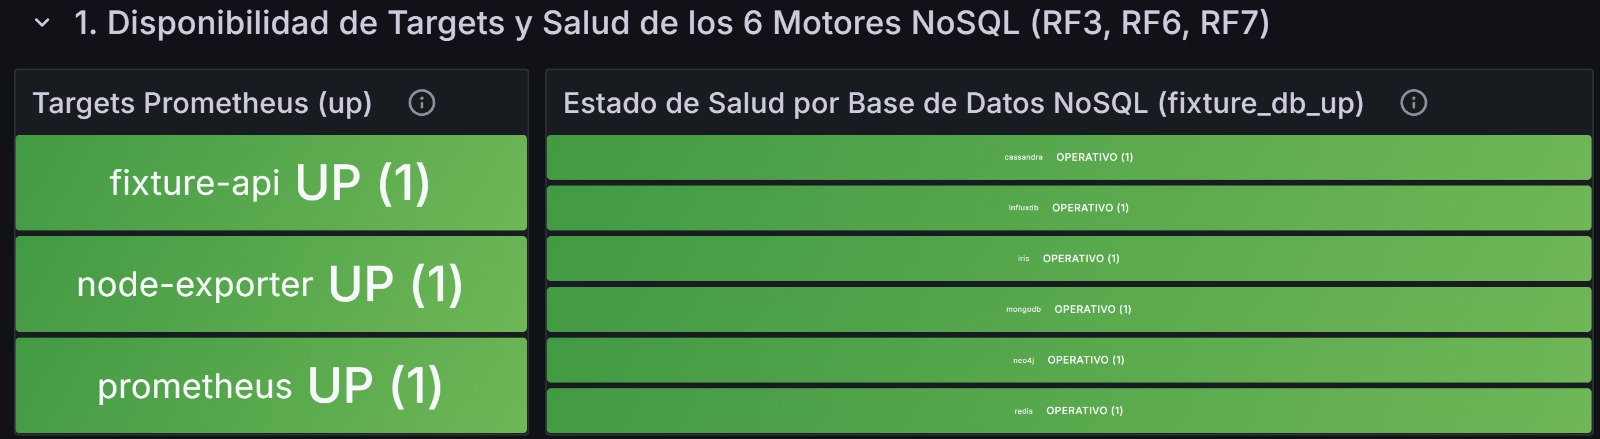 1. Disponibilidad de Targets y Salud de los 6 Motores NoSQL (RF3, RF6, RF7)
Targets Prometheus (up)
fixture-api UP (1)
node-exporter UP (1)
prometheus UP (1)
Estado de Salud por Base de Datos NoSQL (fixture_db_up)
cassandra OPERATIVO (1)
influxdb OPERATIVO (1)
iris OPERATIVO (1)
mongodb OPERATIVO (1)
neo4j OPERATIVO (1)
redis OPERATIVO (1)